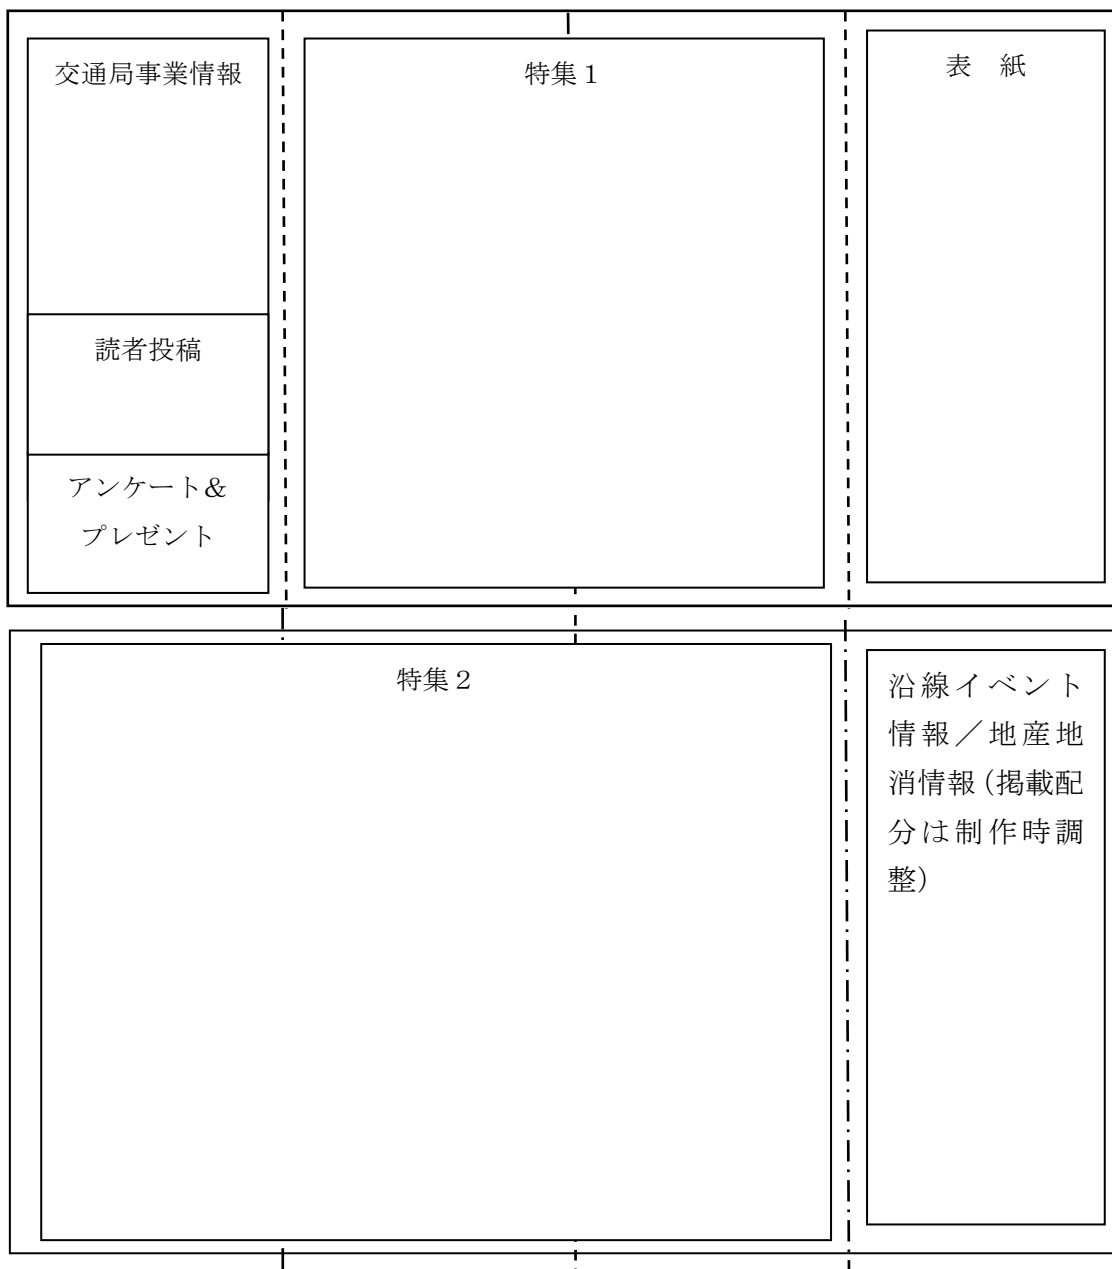 交通局事業情報
読者投稿
アンケート＆
プレゼント
特集１
表　紙
特集２
沿線イベント
情報／地産地
消情報（掲載配
分は制作時調
整）